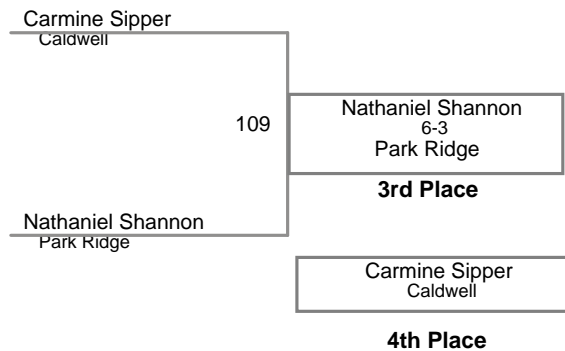 Carmine Sipper
Caldwell
109
Nathaniel Shannon
6-3
Park Ridge
3rd Place
Nathaniel Shannon
Park Ridge
Carmine Sipper
Caldwell
4th Place